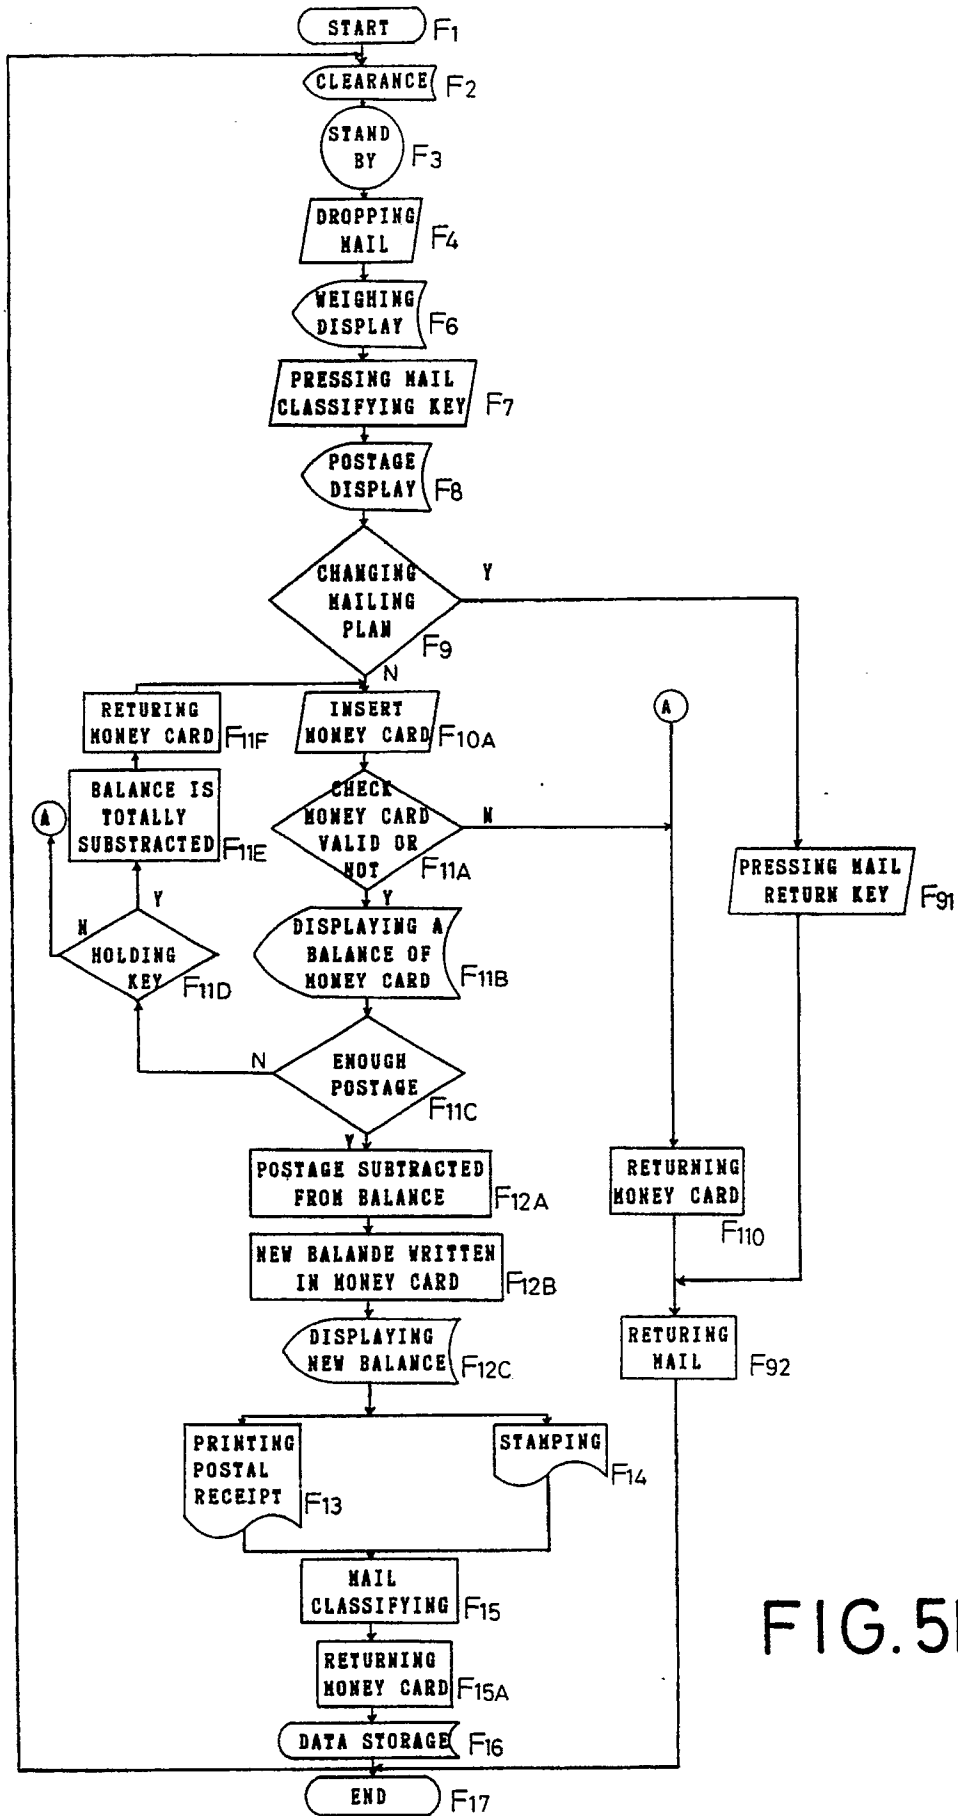 START F1
CLEARANCE F2
STAND
BY F3
DROPPING
MAIL F4
WEIGHING
DISPLAY F6
PRESSING MAIL
CLASSIFYING KEY F7
POSTAGE
DISPLAY F8
CHANGING
MAILING
PLAN F9
Y
N
RETURING
MONEY CARD F11F
INSERT
MONEY CARD F10A
A
BALANCE IS
TOTALLY
SUBSTRACTED F11E
A
CHECK
MONEY CARD
VALID OR
NOT F11A
N
Y
PRESSING MAIL
RETURN KEY F91
N
Y
HOLDING
KEY F11D
DISPLAYING A
BALANCE OF
MONEY CARD F11B
N
ENOUGH
POSTAGE F11C
Y
POSTAGE SUBTRACTED
FROM BALANCE F12A
RETURNING
MONEY CARD F110
NEW BALANDE WRITTEN
IN MONEY CARD F12B
DISPLAYING
NEW BALANCE F12C
RETURING
MAIL F92
PRINTING
POSTAL
RECEIPT F13
STAMPING F14
MAIL
CLASSIFYING F15
RETURNING
MONEY CARD F15A
DATA STORAGE F16
END F17